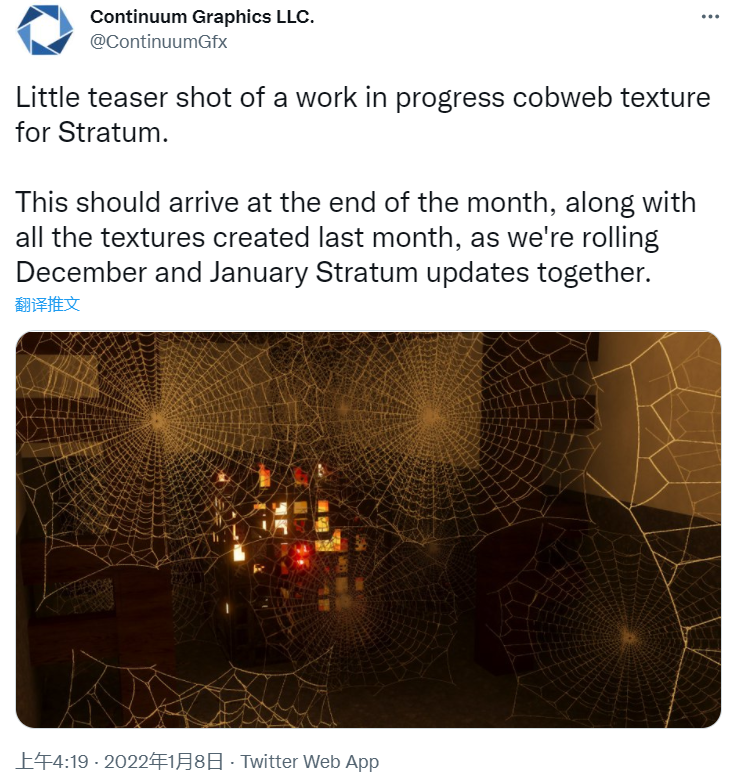 Continuum Graphics LLC.
@ContinuumGfx
Little teaser shot of a work in progress cobweb texture
for Stratum.
This should arrive at the end of the month, along with
all the textures created last month, as we're rolling
December and January Stratum updates together.
翻译推文
上午4:19 · 2022年1月8日 · Twitter Web App